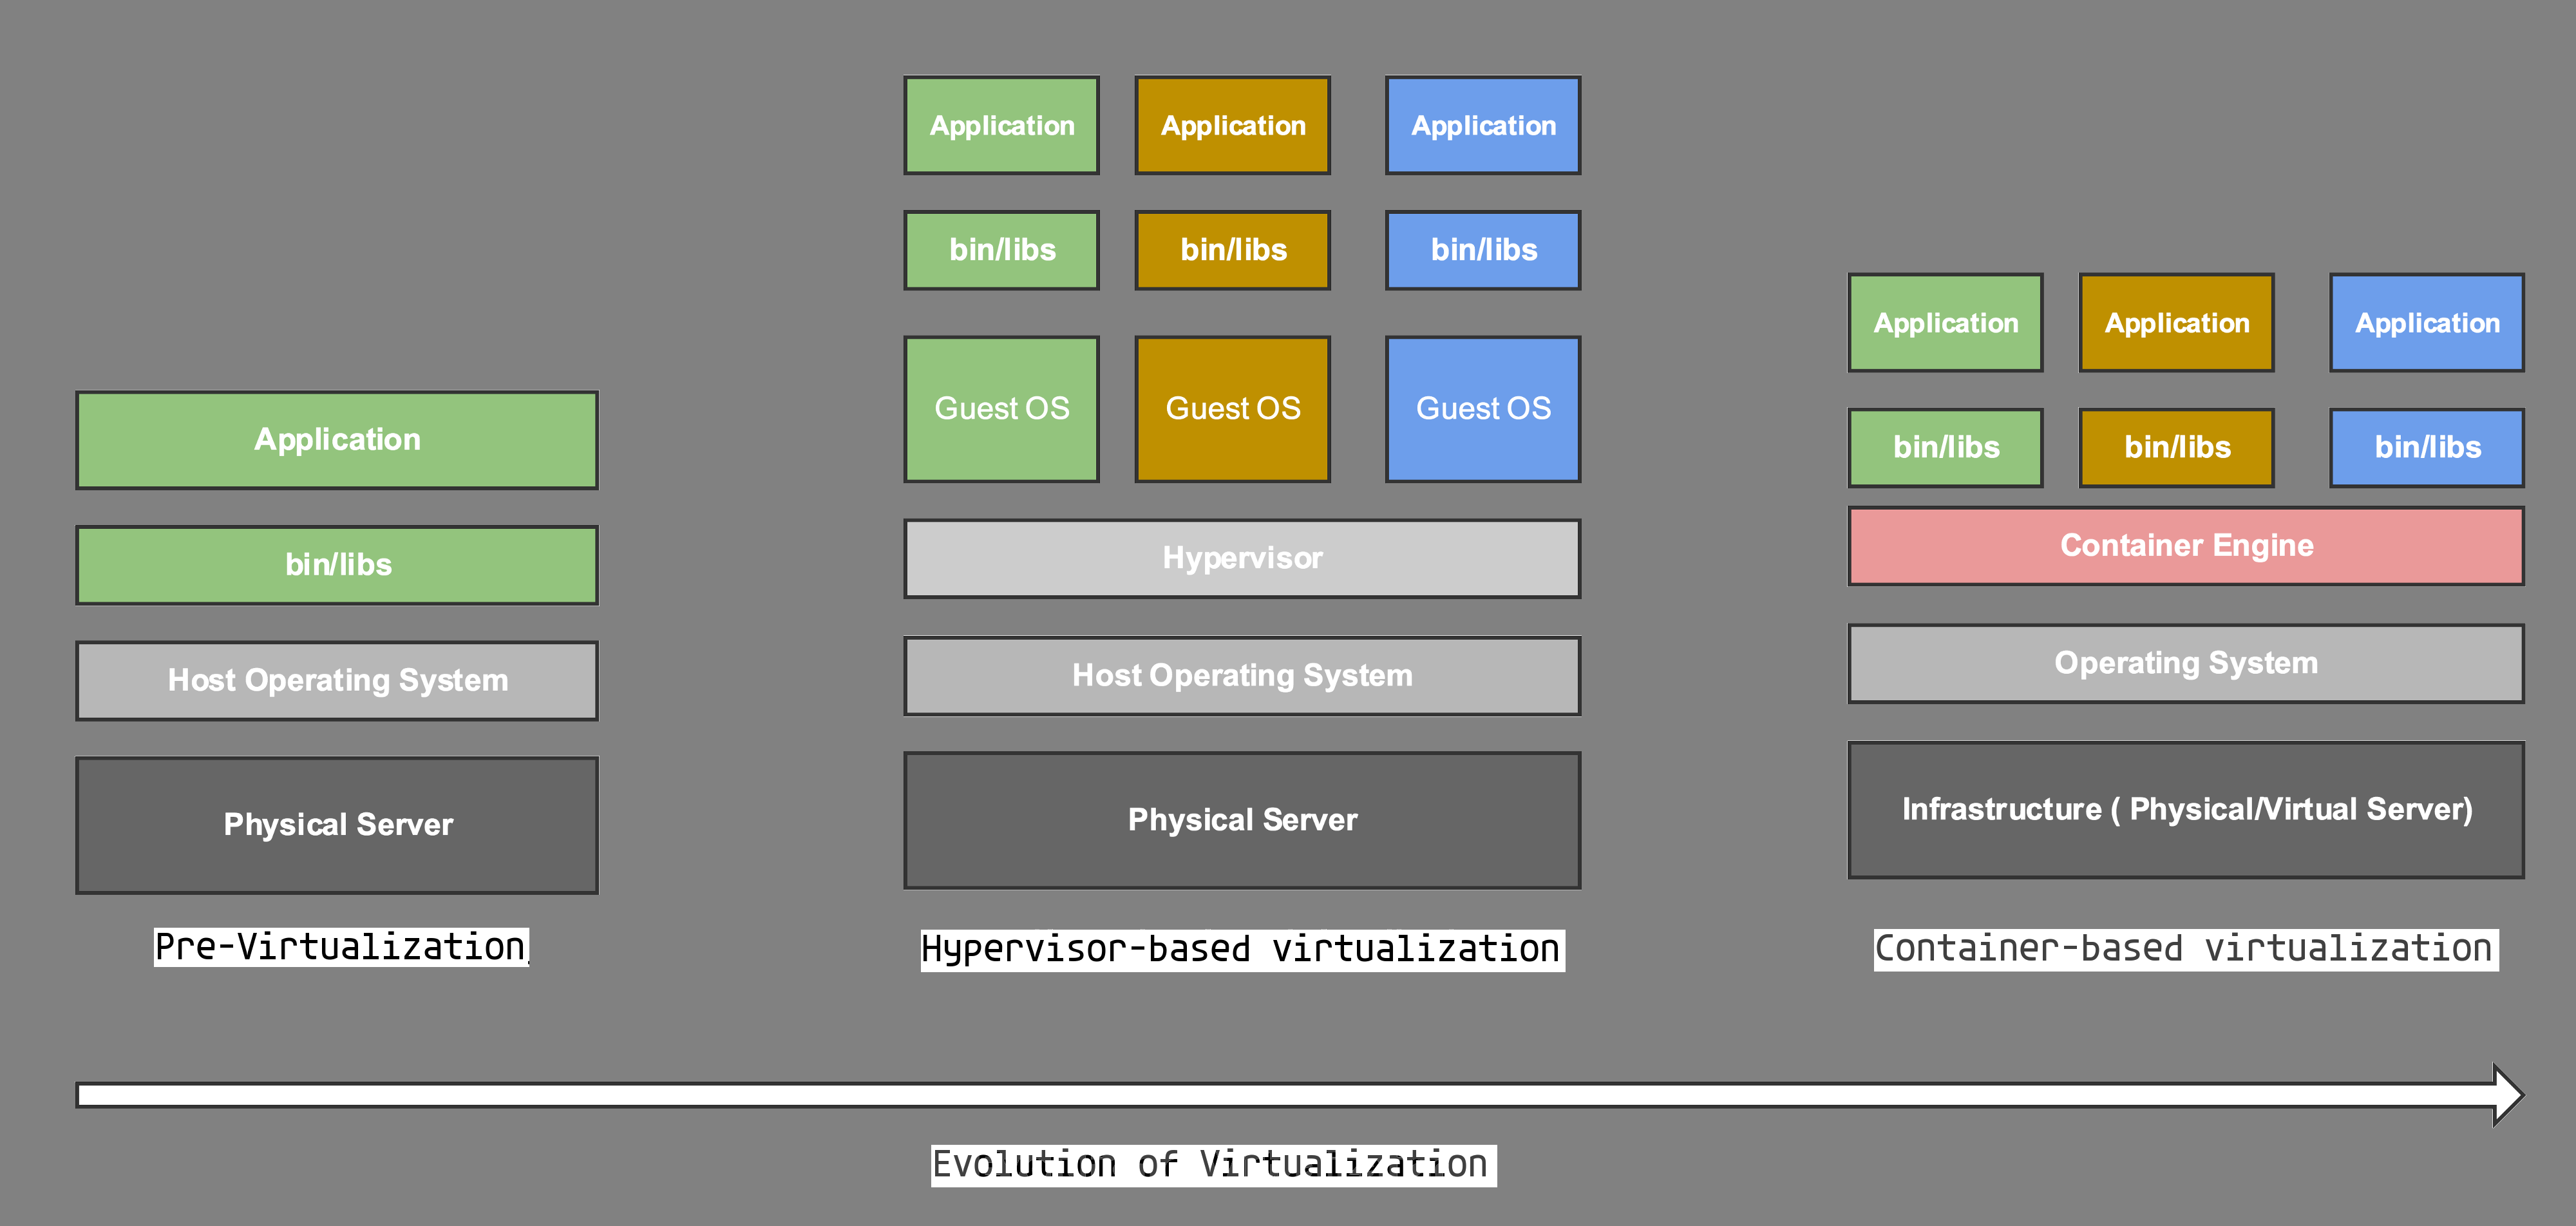 Application
bin/libs
Host Operating System
Physical Server
Pre-Virtualization
Application Application Application
bin/libs bin/libs bin/libs
Guest OS Guest OS Guest OS
Hypervisor
Host Operating System
Physical Server
Hypervisor-based virtualization
Application Application Application
bin/libs bin/libs bin/libs
Container Engine
Operating System
Infrastructure ( Physical/Virtual Server)
Container-based virtualization
Evolution of Virtualization